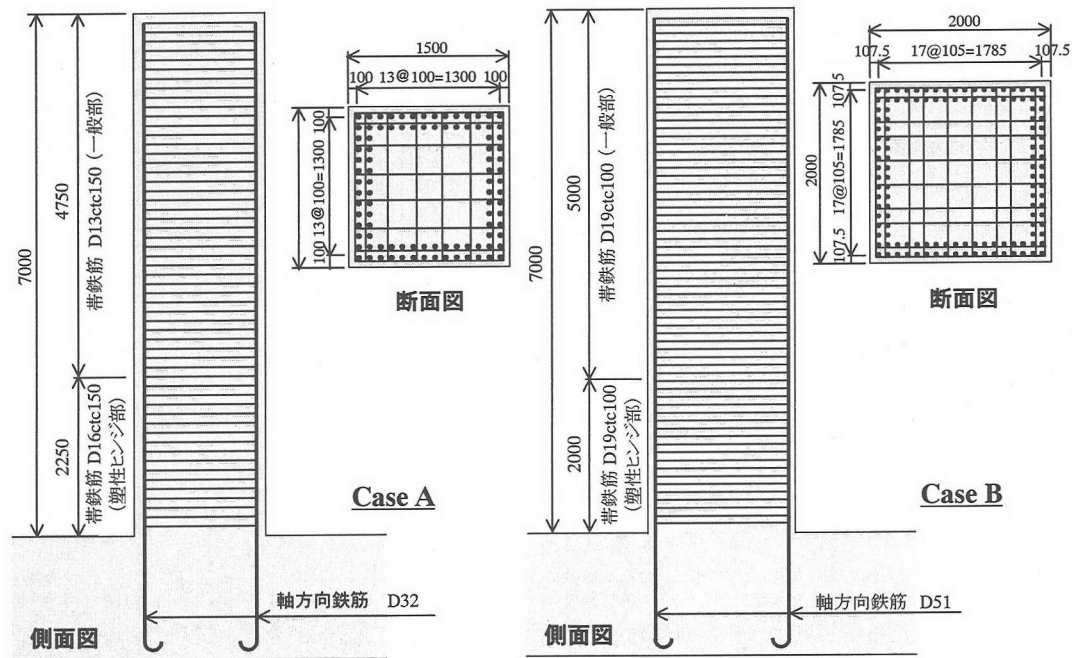 7000
4750
帯鉄筋 D13ctc150 (一般部)
2250
帯鉄筋 D16ctc150
(塑性ヒンジ部)
1500
100 13@100=1300 100
100 13@100=1300 100
断面図
Case A
軸方向鉄筋 D32
側面図
7000
5000
帯鉄筋 D19ctc100 (一般部)
2000
帯鉄筋 D19ctc100
(塑性ヒンジ部)
2000
107.5 17@105=1785 107.5
2000
107.5 17@105=1785 107.5
断面図
Case B
軸方向鉄筋 D51
側面図